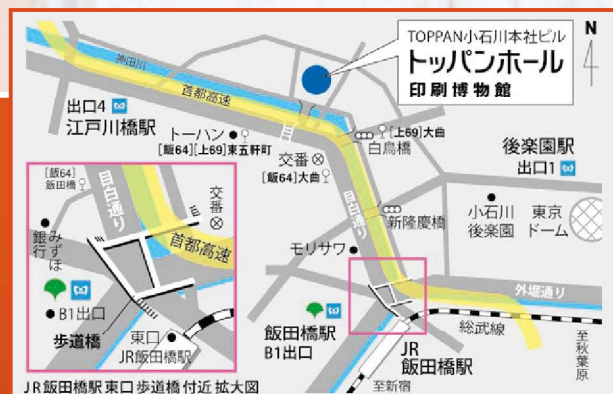 TOPPAN小石川本社ビル
トッパンホール
印刷博物館
N
神田川
首都高速
出口4
江戸川橋駅
トーハン
[飯64][上69]東五軒町
交番
[飯64]大曲
[上69]大曲
白鳥橋
後楽園駅
出口1
目白通り
新隆慶橋
小石川
後楽園
東京
ドーム
モリサワ
外堀通り
飯田橋駅
B1出口
総武線
JR
飯田橋駅
至新宿
至秋葉原
[飯64]
飯田橋
目白通り
交番
首都高速
みずほ
銀行
B1出口
歩道橋
東口
JR飯田橋駅
JR飯田橋駅東口歩道橋付近 拡大図